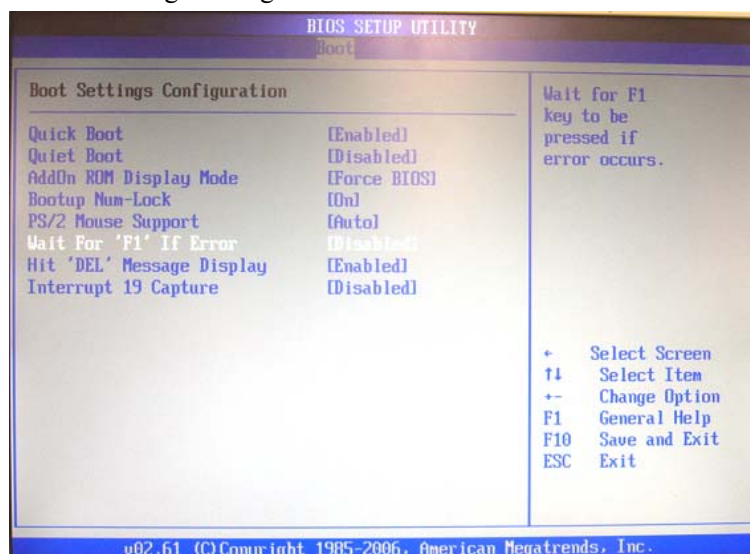 BIOS SETUP UTILITY
Boot
Boot Settings Configuration
Quick Boot [Enabled]
Quiet Boot [Disabled]
AddOn ROM Display Mode [Force BIOS]
Bootup Num-Lock [On]
PS/2 Mouse Support [Auto]
Wait For 'F1' If Error [Disabled]
Hit 'DEL' Message Display [Enabled]
Interrupt 19 Capture [Disabled]
Wait for F1
key to be
pressed if
error occurs.
← Select Screen
↑↓ Select Item
+- Change Option
F1 General Help
F10 Save and Exit
ESC Exit
v02.61 (C)Copyright 1985-2006, American Megatrends, Inc.